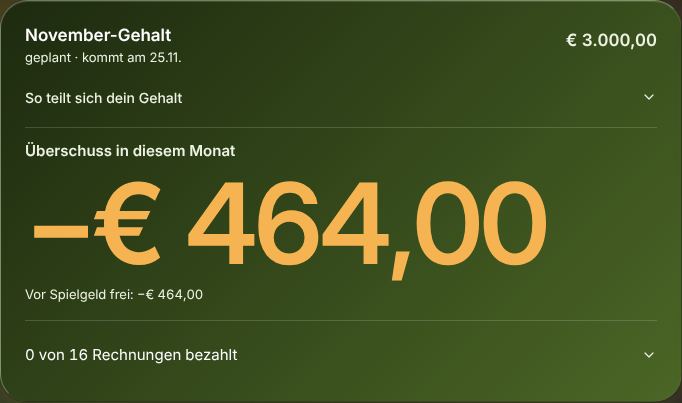 November-Gehalt
€ 3.000,00
geplant · kommt am 25.11.
So teilt sich dein Gehalt
Überschuss in diesem Monat
−€ 464,00
Vor Spielgeld frei: −€ 464,00
0 von 16 Rechnungen bezahlt